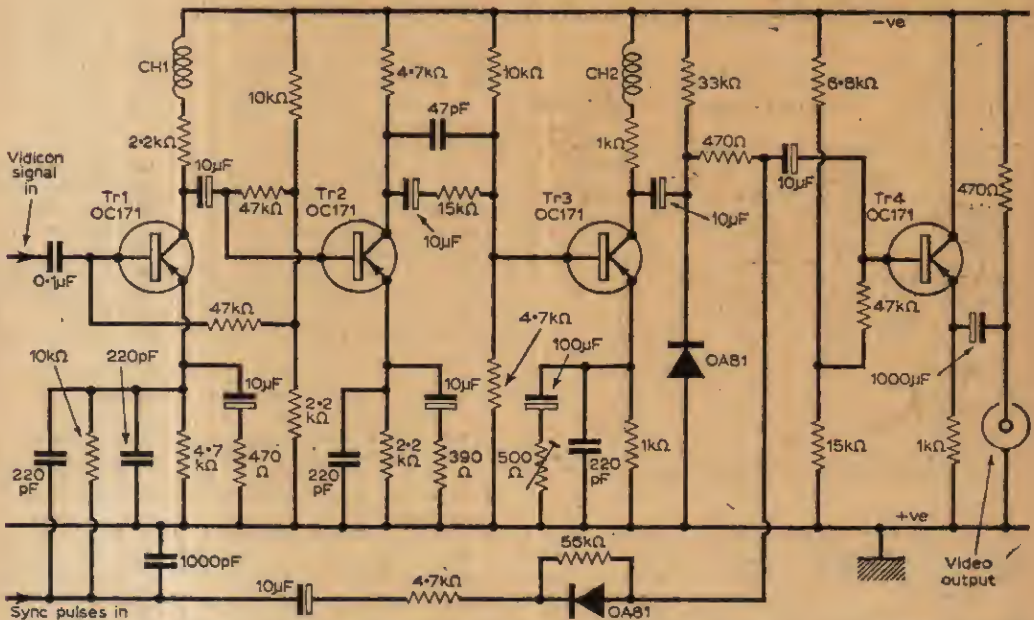 −ve
CH1
4·7kΩ
10kΩ
CH2
33kΩ
6·8kΩ
10kΩ
47pF
2·2kΩ
1kΩ
470Ω
470Ω
Vidicon
signal
in
10μF
10μF
Tr1
OC171
47kΩ
Tr2
OC171
15kΩ
10μF
Tr3
OC171
10μF
Tr4
OC171
0·1μF
47kΩ
47kΩ
4·7kΩ
10kΩ
220pF
100μF
OA81
10μF
10μF
1000μF
2·2
kΩ
220
pF
4·7
kΩ
470
Ω
220
pF
2·2
kΩ
390
Ω
500
Ω
220
pF
1kΩ
15kΩ
1kΩ
+ve
1000pF
56kΩ
Video
output
10μF
4·7kΩ
OA81
Sync pulses in